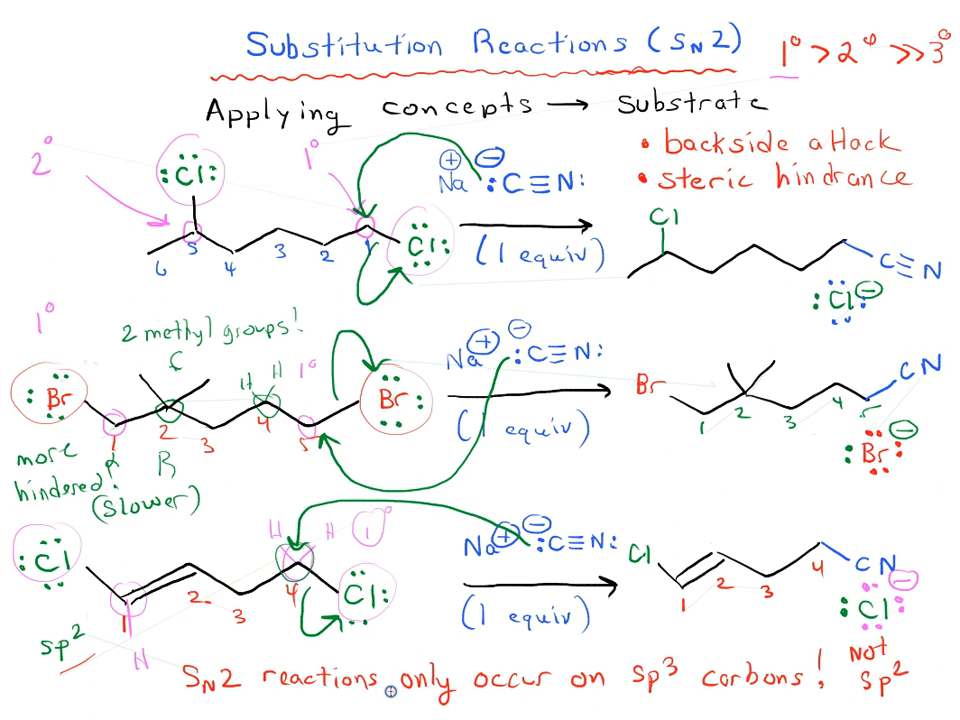 Substitution Reactions (SN2)
1° > 2° >> 3°
Applying concepts → Substrate
• backside attack
• steric hindrance
2°
:Cl:
1°
⊕ ⊖
Na :C≡N:
6 5 4 3 2 1
Cl:
(1 equiv)
Cl
C≡N
:Cl: ⊖
1°
2 methyl groups!
:Br:
H H 1°
Br:
Na ⊕ ⊖ :C≡N:
(1 equiv)
1 2 3 4 5
more
hindered!
R
(slower)
Br
CN
1 2 3 4 5
:Br: ⊖
:Cl
H H 1°
Cl:
1 2 3 4
sp2
H
Na ⊕ ⊖ :C≡N:
(1 equiv)
Cl
CN
1 2 3 4
:Cl: ⊖
SN2 reactions only occur on sp3 carbons! Not
sp2